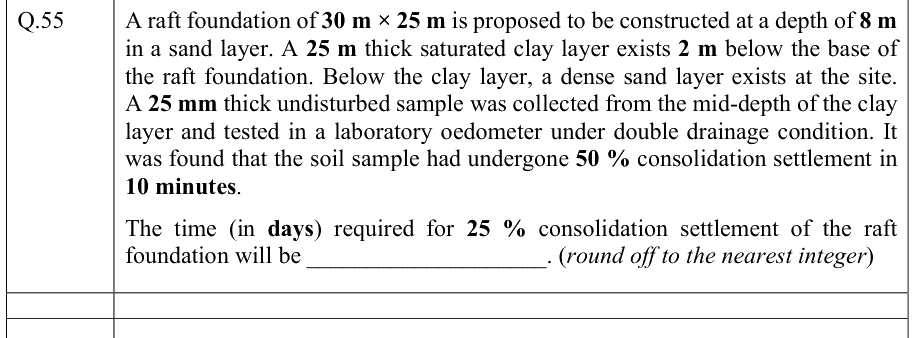 Q.55
A raft foundation of 30 m × 25 m is proposed to be constructed at a depth of 8 m
in a sand layer. A 25 m thick saturated clay layer exists 2 m below the base of
the raft foundation. Below the clay layer, a dense sand layer exists at the site.
A 25 mm thick undisturbed sample was collected from the mid-depth of the clay
layer and tested in a laboratory oedometer under double drainage condition. It
was found that the soil sample had undergone 50 % consolidation settlement in
10 minutes.
The time (in days) required for 25 % consolidation settlement of the raft
foundation will be ____________________. (round off to the nearest integer)